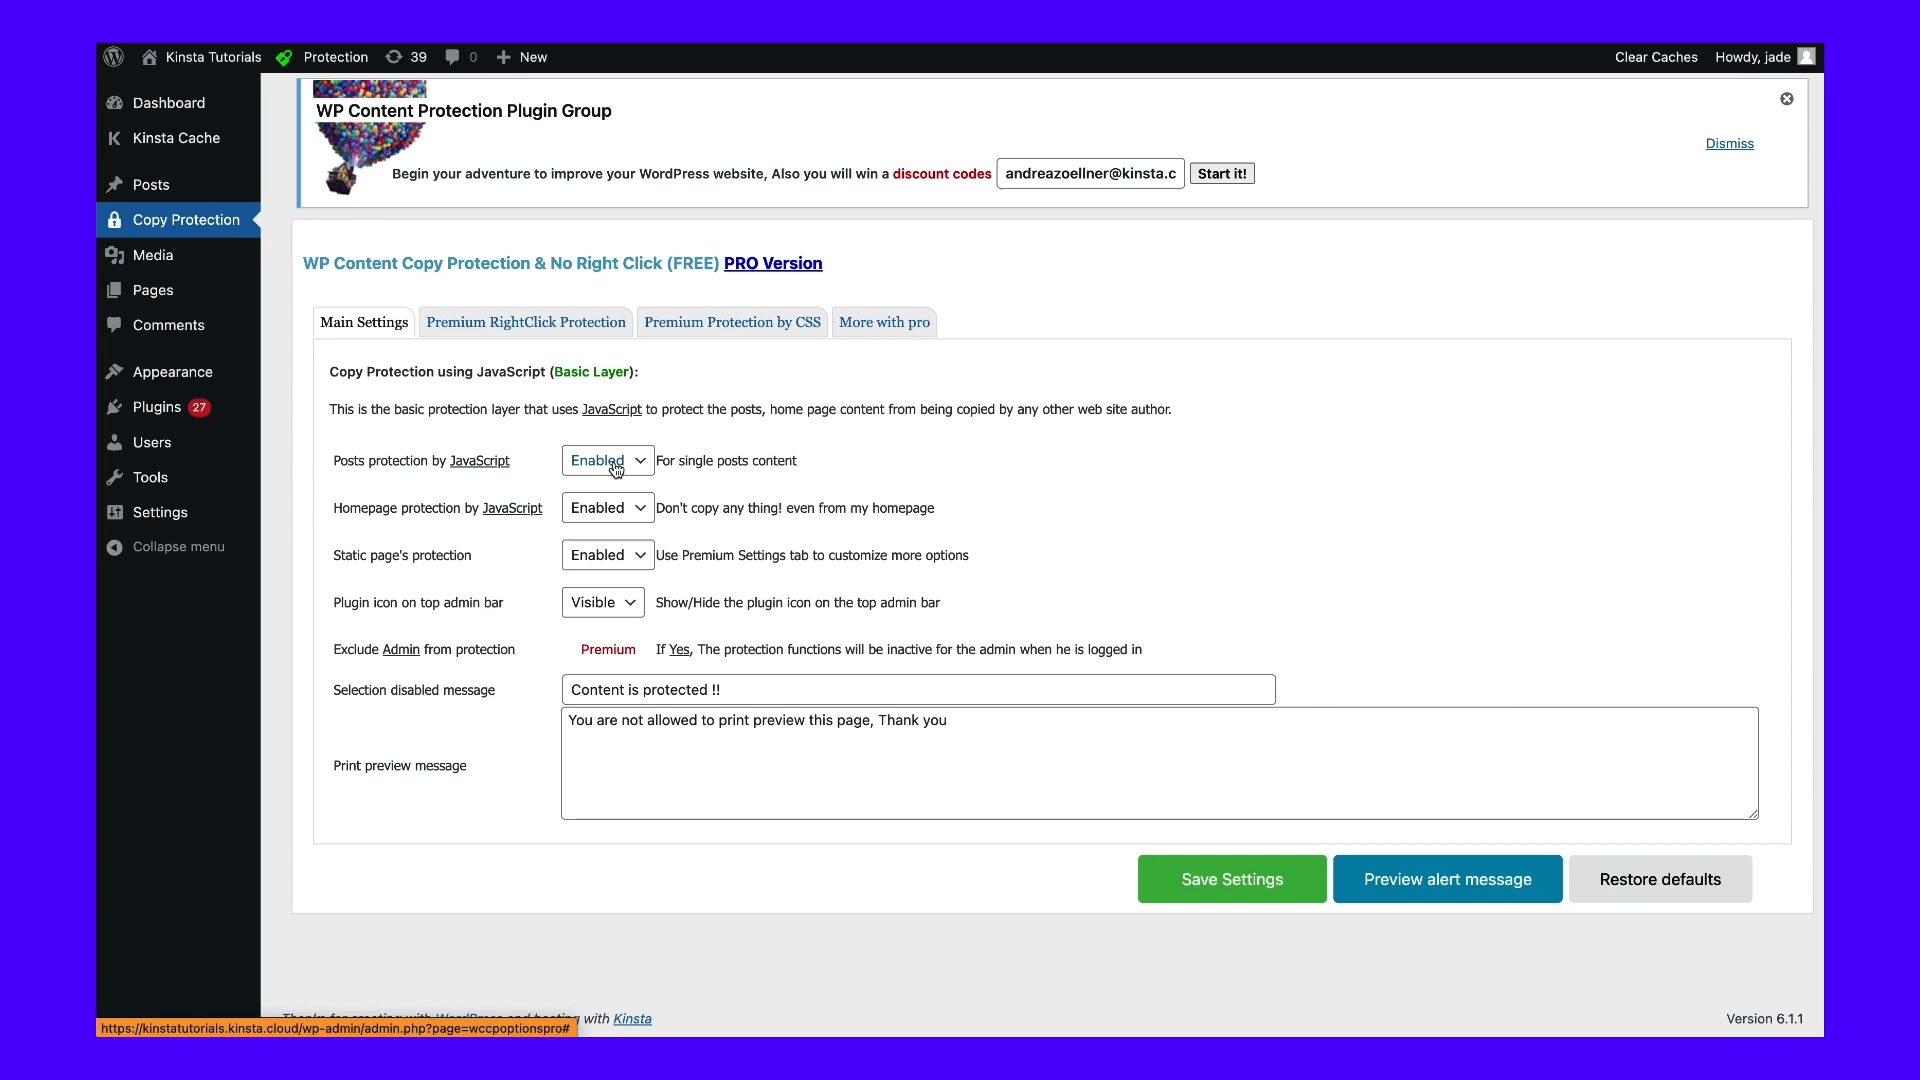 Kinsta Tutorials Protection 39 0 New Clear Caches Howdy, jade
Dashboard
Kinsta Cache
Posts
Copy Protection
Media
Pages
Comments
Appearance
Plugins 27
Users
Tools
Settings
Collapse menu
WP Content Protection Plugin Group
Dismiss
Begin your adventure to improve your WordPress website, Also you will win a discount codes andreazoellner@kinsta.c Start it!
WP Content Copy Protection & No Right Click (FREE) PRO Version
Main Settings Premium RightClick Protection Premium Protection by CSS More with pro
Copy Protection using JavaScript (Basic Layer):
This is the basic protection layer that uses JavaScript to protect the posts, home page content from being copied by any other web site author.
Posts protection by JavaScript Enabled For single posts content
Homepage protection by JavaScript Enabled Don't copy any thing! even from my homepage
Static page's protection Enabled Use Premium Settings tab to customize more options
Plugin icon on top admin bar Visible Show/Hide the plugin icon on the top admin bar
Exclude Admin from protection Premium If Yes, The protection functions will be inactive for the admin when he is logged in
Selection disabled message Content is protected !!
You are not allowed to print preview this page, Thank you
Print preview message
Save Settings Preview alert message Restore defaults
with Kinsta Version 6.1.1
https://kinstatutorials.kinsta.cloud/wp-admin/admin.php?page=wccpoptionspro#